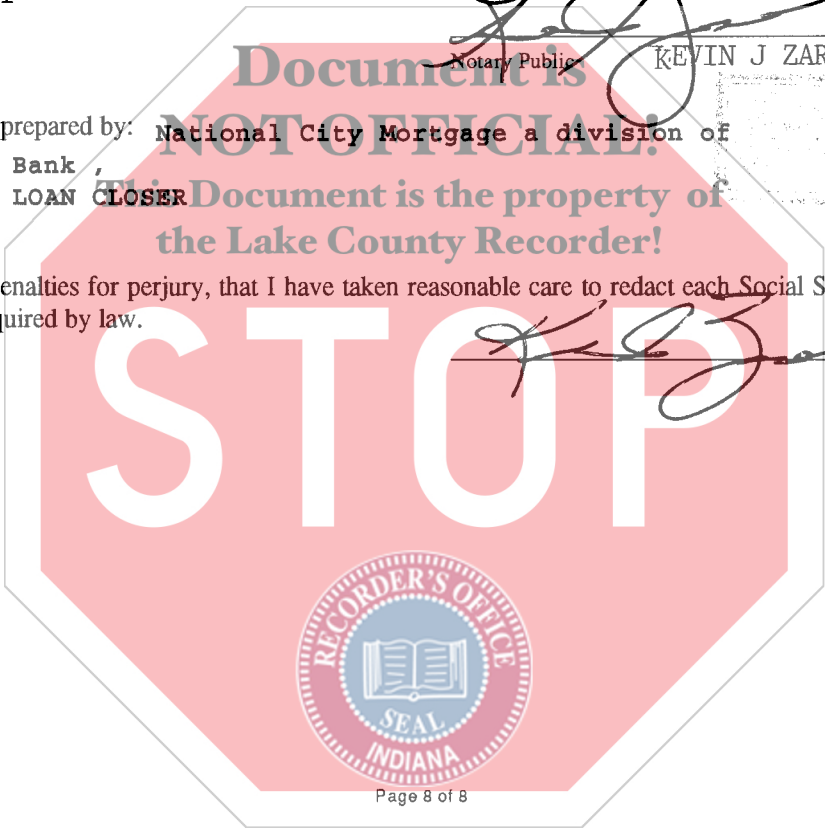 Document is
Notary Public KEVIN J ZAR
prepared by: National City Mortgage a division of
NOT OFFICIAL!
Bank ,
LOAN CLOSER
This Document is the property of
the Lake County Recorder!
enalties for perjury, that I have taken reasonable care to redact each Social S
uired by law.
STOP
RECORDER'S OFFICE
SEAL
INDIANA
Page 8 of 8